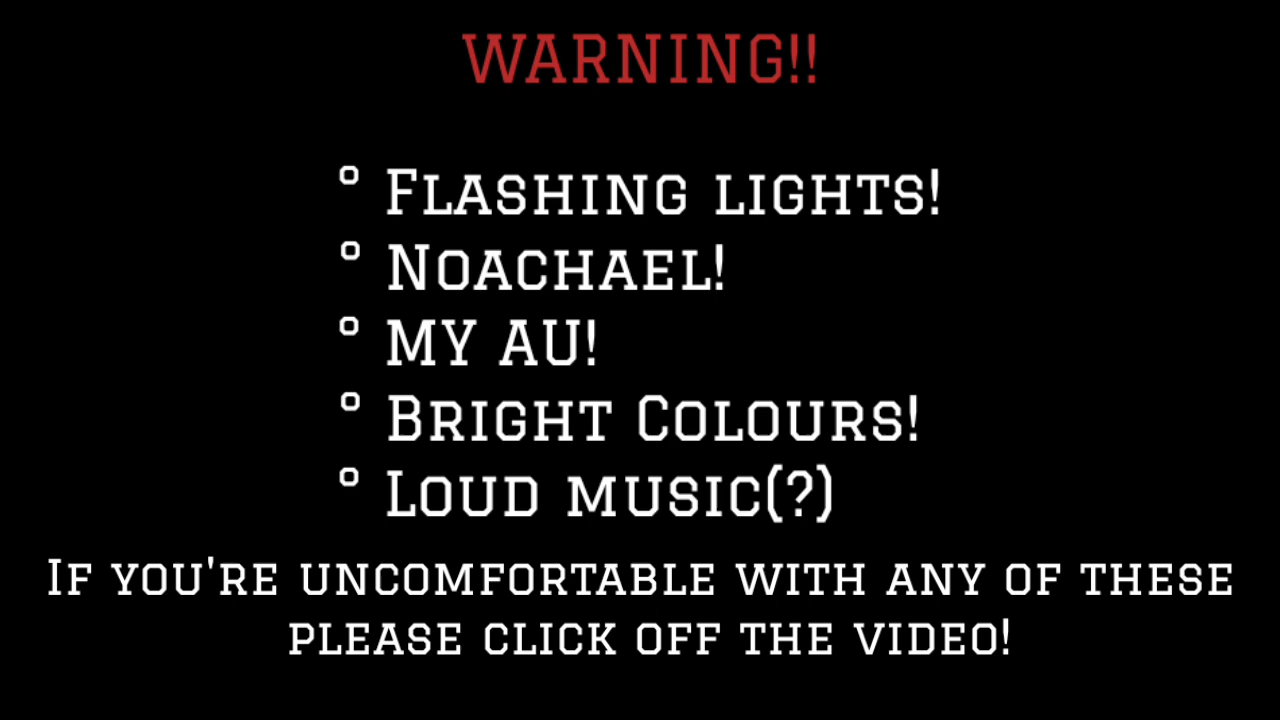 WARNING!!
° Flashing lights!
° Noachael!
° MY AU!
° Bright Colours!
° Loud music(?)
If you're uncomfortable with any of these
please click off the video!